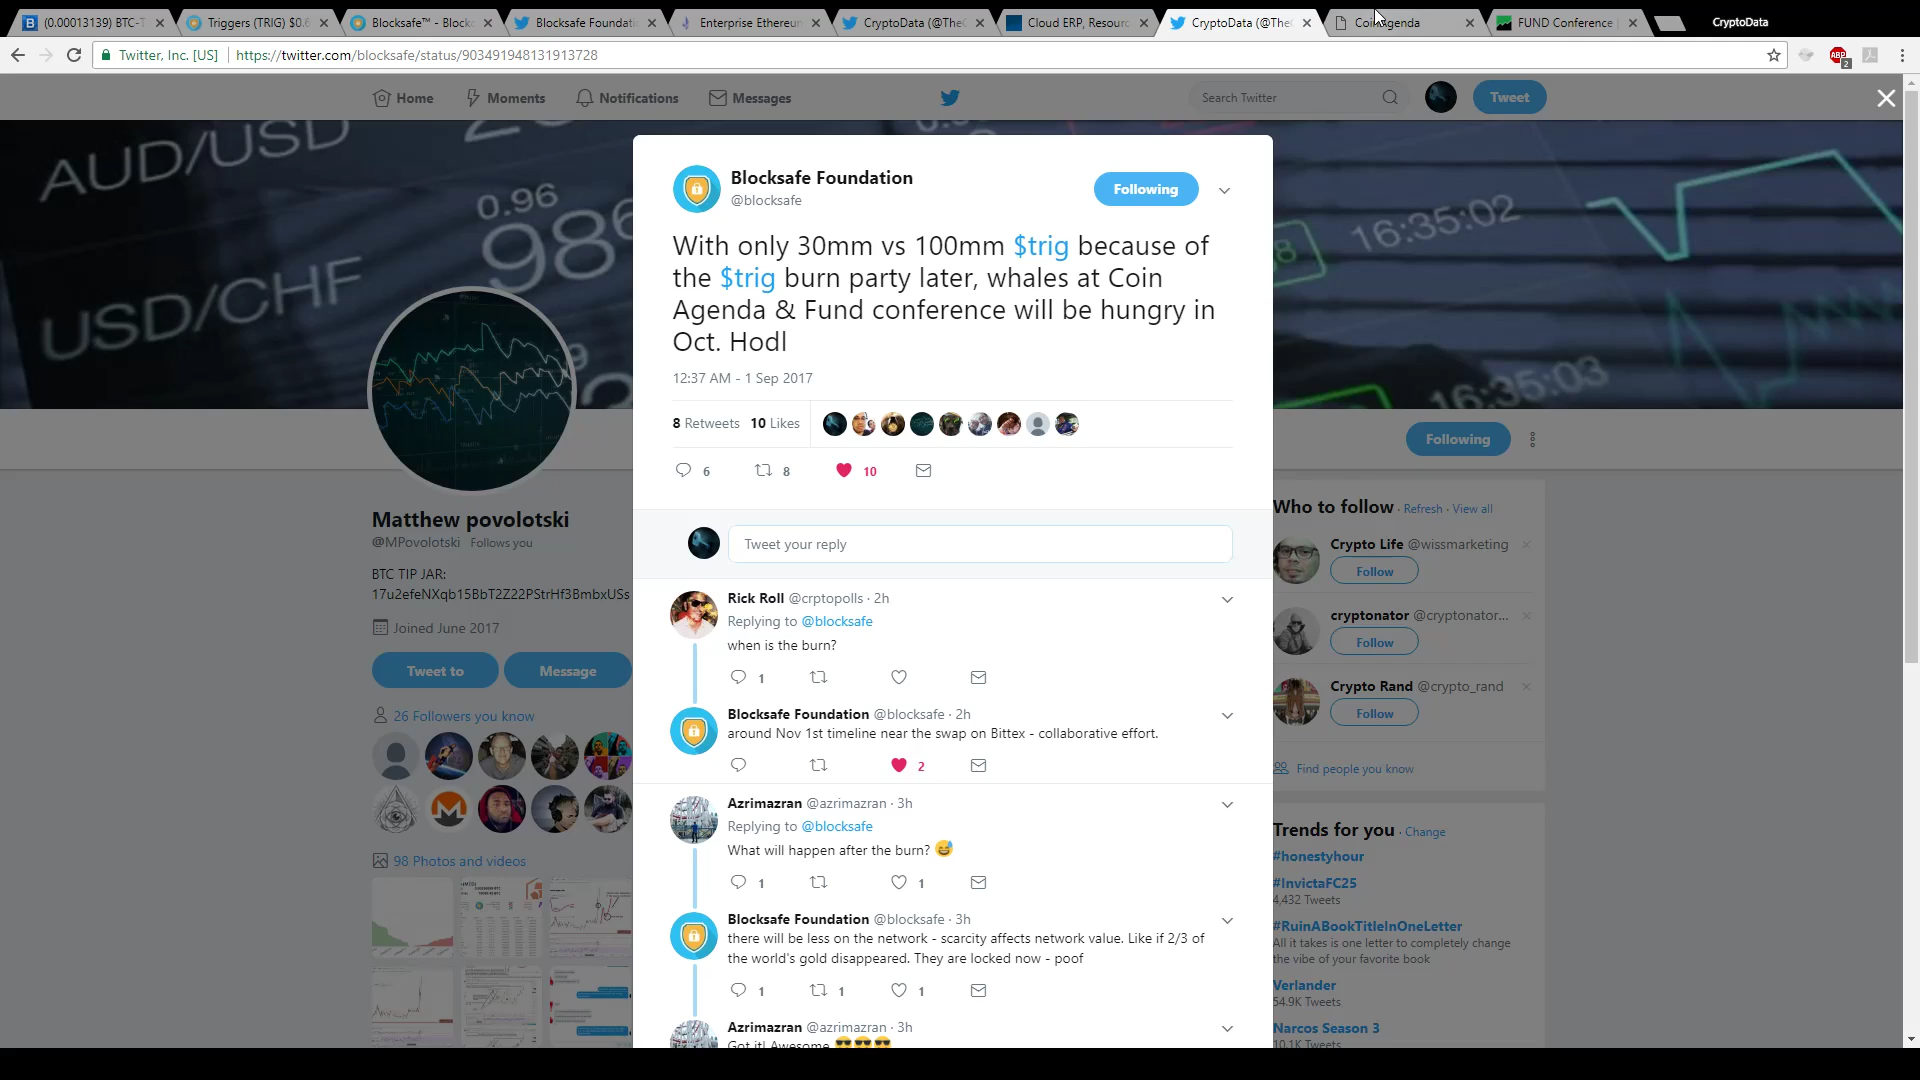 (0.00013139) BTC-T
Triggers (TRIG) $0.6
Blocksafe™ - Block
Blocksafe Foundatio
Enterprise Ethereum
CryptoData (@TheC
Cloud ERP, Resourc
CryptoData (@TheC
CoinAgenda
FUND Conference
CryptoData
Twitter, Inc. [US]
https://twitter.com/blocksafe/status/903491948131913728
ABP
2
Home
Moments
Notifications
Messages
Search Twitter
Tweet
AUD/USD
0.96
986
USD/CHF
16:35:02
16:35:03
Blocksafe Foundation
@blocksafe
Following
With only 30mm vs 100mm $trig because of
the $trig burn party later, whales at Coin
Agenda & Fund conference will be hungry in
Oct. Hodl
12:37 AM - 1 Sep 2017
8 Retweets 10 Likes
6
8
10
Tweet your reply
Rick Roll @crptopolls · 2h
Replying to @blocksafe
when is the burn?
1
Blocksafe Foundation @blocksafe · 2h
around Nov 1st timeline near the swap on Bittex - collaborative effort.
2
Azrimazran @azrimazran · 3h
Replying to @blocksafe
What will happen after the burn? 😅
1
1
Blocksafe Foundation @blocksafe · 3h
there will be less on the network - scarcity affects network value. Like if 2/3 of
the world's gold disappeared. They are locked now - poof
1
1
1
Azrimazran @azrimazran · 3h
Got it! Awesome 😎😎😎
Matthew povolotski
@MPovolotski Follows you
BTC TIP JAR:
17u2efeNXqb15BbT2Z22PStrHf3BmbxUSs
Joined June 2017
Tweet to
Message
26 Followers you know
98 Photos and videos
Following
Who to follow · Refresh · View all
Crypto Life @wissmarketing
Follow
cryptonator @cryptonator...
Follow
Crypto Rand @crypto_rand
Follow
Find people you know
Trends for you · Change
#honestyhour
#InvictaFC25
4,432 Tweets
#RuinABookTitleInOneLetter
All it takes is one letter to completely change
the vibe of your favorite book
Verlander
54.9K Tweets
Narcos Season 3
10.1K Tweets